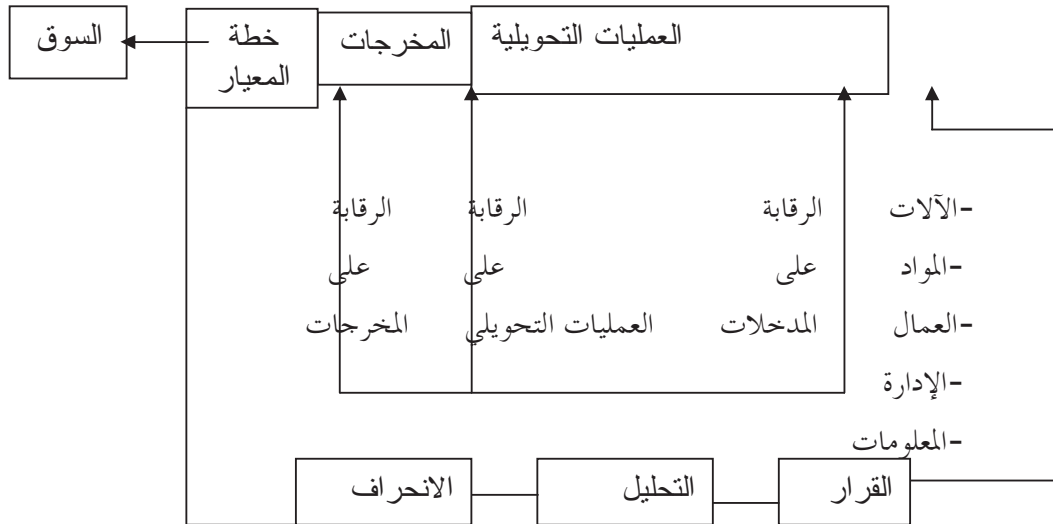 العمليات التحويلية
المخرجات
خطة
المعيار
السوق
-الآلات
-المواد
-العمال
-الإدارة
-المعلومات
الرقابة
على
المدخلات
الرقابة
على
العمليات التحويلي
الرقابة
على
المخرجات
القرار
التحليل
الانحراف